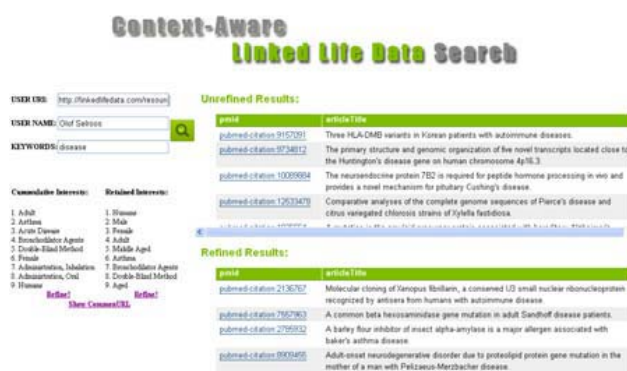 Context-Aware
Linked Life Data Search
USER URI: http://linkedlifedata.com/resourc
USER NAME: Olof Selroos
KEYWORDS: disease
Cummulative Interests:
1. Adult
2. Asthma
3. Acute Disease
4. Bronchodilator Agents
5. Double-Blind Method
6. Female
7. Administration, Inhalation
8. Administration, Oral
9. Humans
Refine!
Retained Interests:
1. Humans
2. Male
3. Female
4. Adult
5. Middle Aged
6. Asthma
7. Bronchodilator Agents
8. Double-Blind Method
9. Aged
Refine!
Show CommonURL
Unrefined Results:
pmid articleTitle
pubmed-citation:9157091 Three HLA-DMB variants in Korean patients with autoimmune diseases.
pubmed-citation:9734812 The primary structure and genomic organization of five novel transcripts located close to
the Huntington's disease gene on human chromosome 4p16.3.
pubmed-citation:10089884 The neuroendocrine protein 7B2 is required for peptide hormone processing in vivo and
provides a novel mechanism for pituitary Cushing's disease.
pubmed-citation:12533478 Comparative analyses of the complete genome sequences of Pierce's disease and
citrus variegated chlorosis strains of Xylella fastidiosa.
Refined Results:
pmid articleTitle
pubmed-citation:2136767 Molecular cloning of Xenopus fibrillarin, a conserved U3 small nuclear ribonucleoprotein
recognized by antisera from humans with autoimmune disease.
pubmed-citation:7557963 A common beta hexosaminidase gene mutation in adult Sandhoff disease patients.
pubmed-citation:2785932 A barley flour inhibitor of insect alpha-amylase is a major allergen associated with
baker's asthma disease.
pubmed-citation:8909455 Adult-onset neurodegenerative disorder due to proteolipid protein gene mutation in the
mother of a man with Pelizaeus-Merzbacher disease.